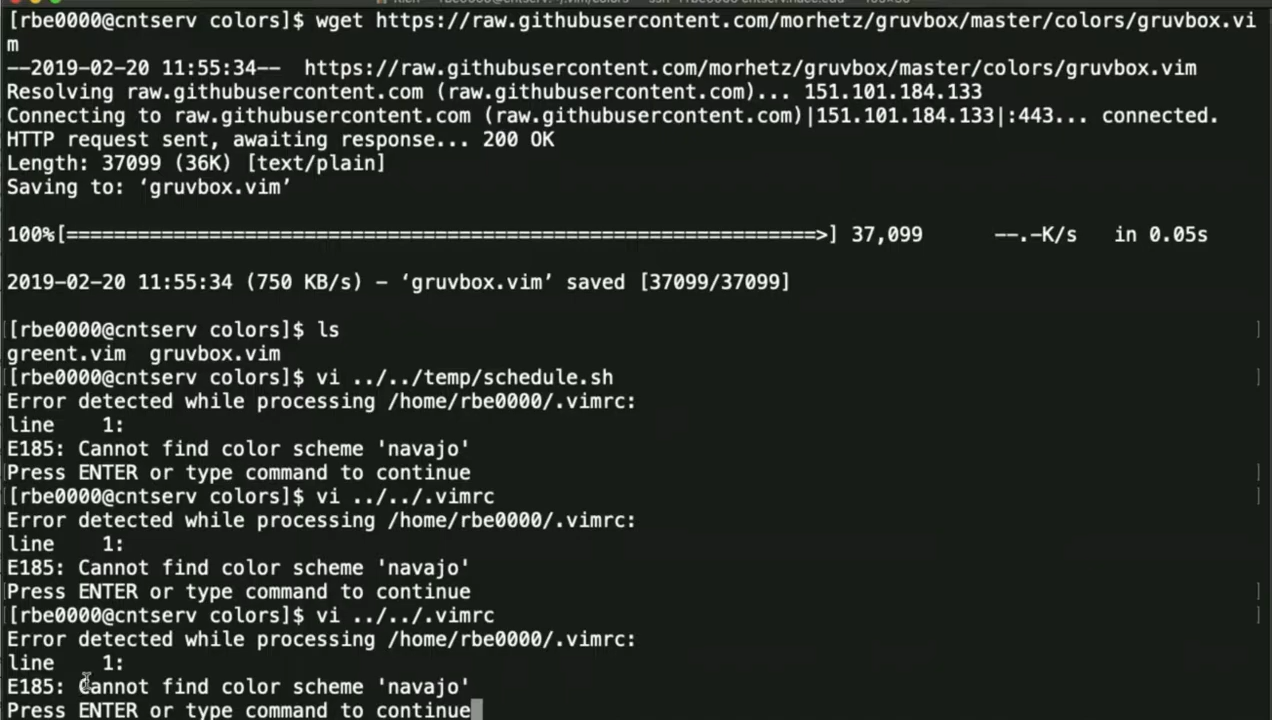 [rbe0000@cntserv colors]$ wget https://raw.githubusercontent.com/morhetz/gruvbox/master/colors/gruvbox.vi
m
--2019-02-20 11:55:34--  https://raw.githubusercontent.com/morhetz/gruvbox/master/colors/gruvbox.vim
Resolving raw.githubusercontent.com (raw.githubusercontent.com)... 151.101.184.133
Connecting to raw.githubusercontent.com (raw.githubusercontent.com)|151.101.184.133|:443... connected.
HTTP request sent, awaiting response... 200 OK
Length: 37099 (36K) [text/plain]
Saving to: ‘gruvbox.vim’
100%[===============================================================>] 37,099      --.-K/s   in 0.05s
2019-02-20 11:55:34 (750 KB/s) - ‘gruvbox.vim’ saved [37099/37099]
[rbe0000@cntserv colors]$ ls
greent.vim  gruvbox.vim
[rbe0000@cntserv colors]$ vi ../../temp/schedule.sh
Error detected while processing /home/rbe0000/.vimrc:
line    1:
E185: Cannot find color scheme 'navajo'
Press ENTER or type command to continue
[rbe0000@cntserv colors]$ vi ../../.vimrc
Error detected while processing /home/rbe0000/.vimrc:
line    1:
E185: Cannot find color scheme 'navajo'
Press ENTER or type command to continue
[rbe0000@cntserv colors]$ vi ../../.vimrc
Error detected while processing /home/rbe0000/.vimrc:
line    1:
E185: Cannot find color scheme 'navajo'
Press ENTER or type command to continue